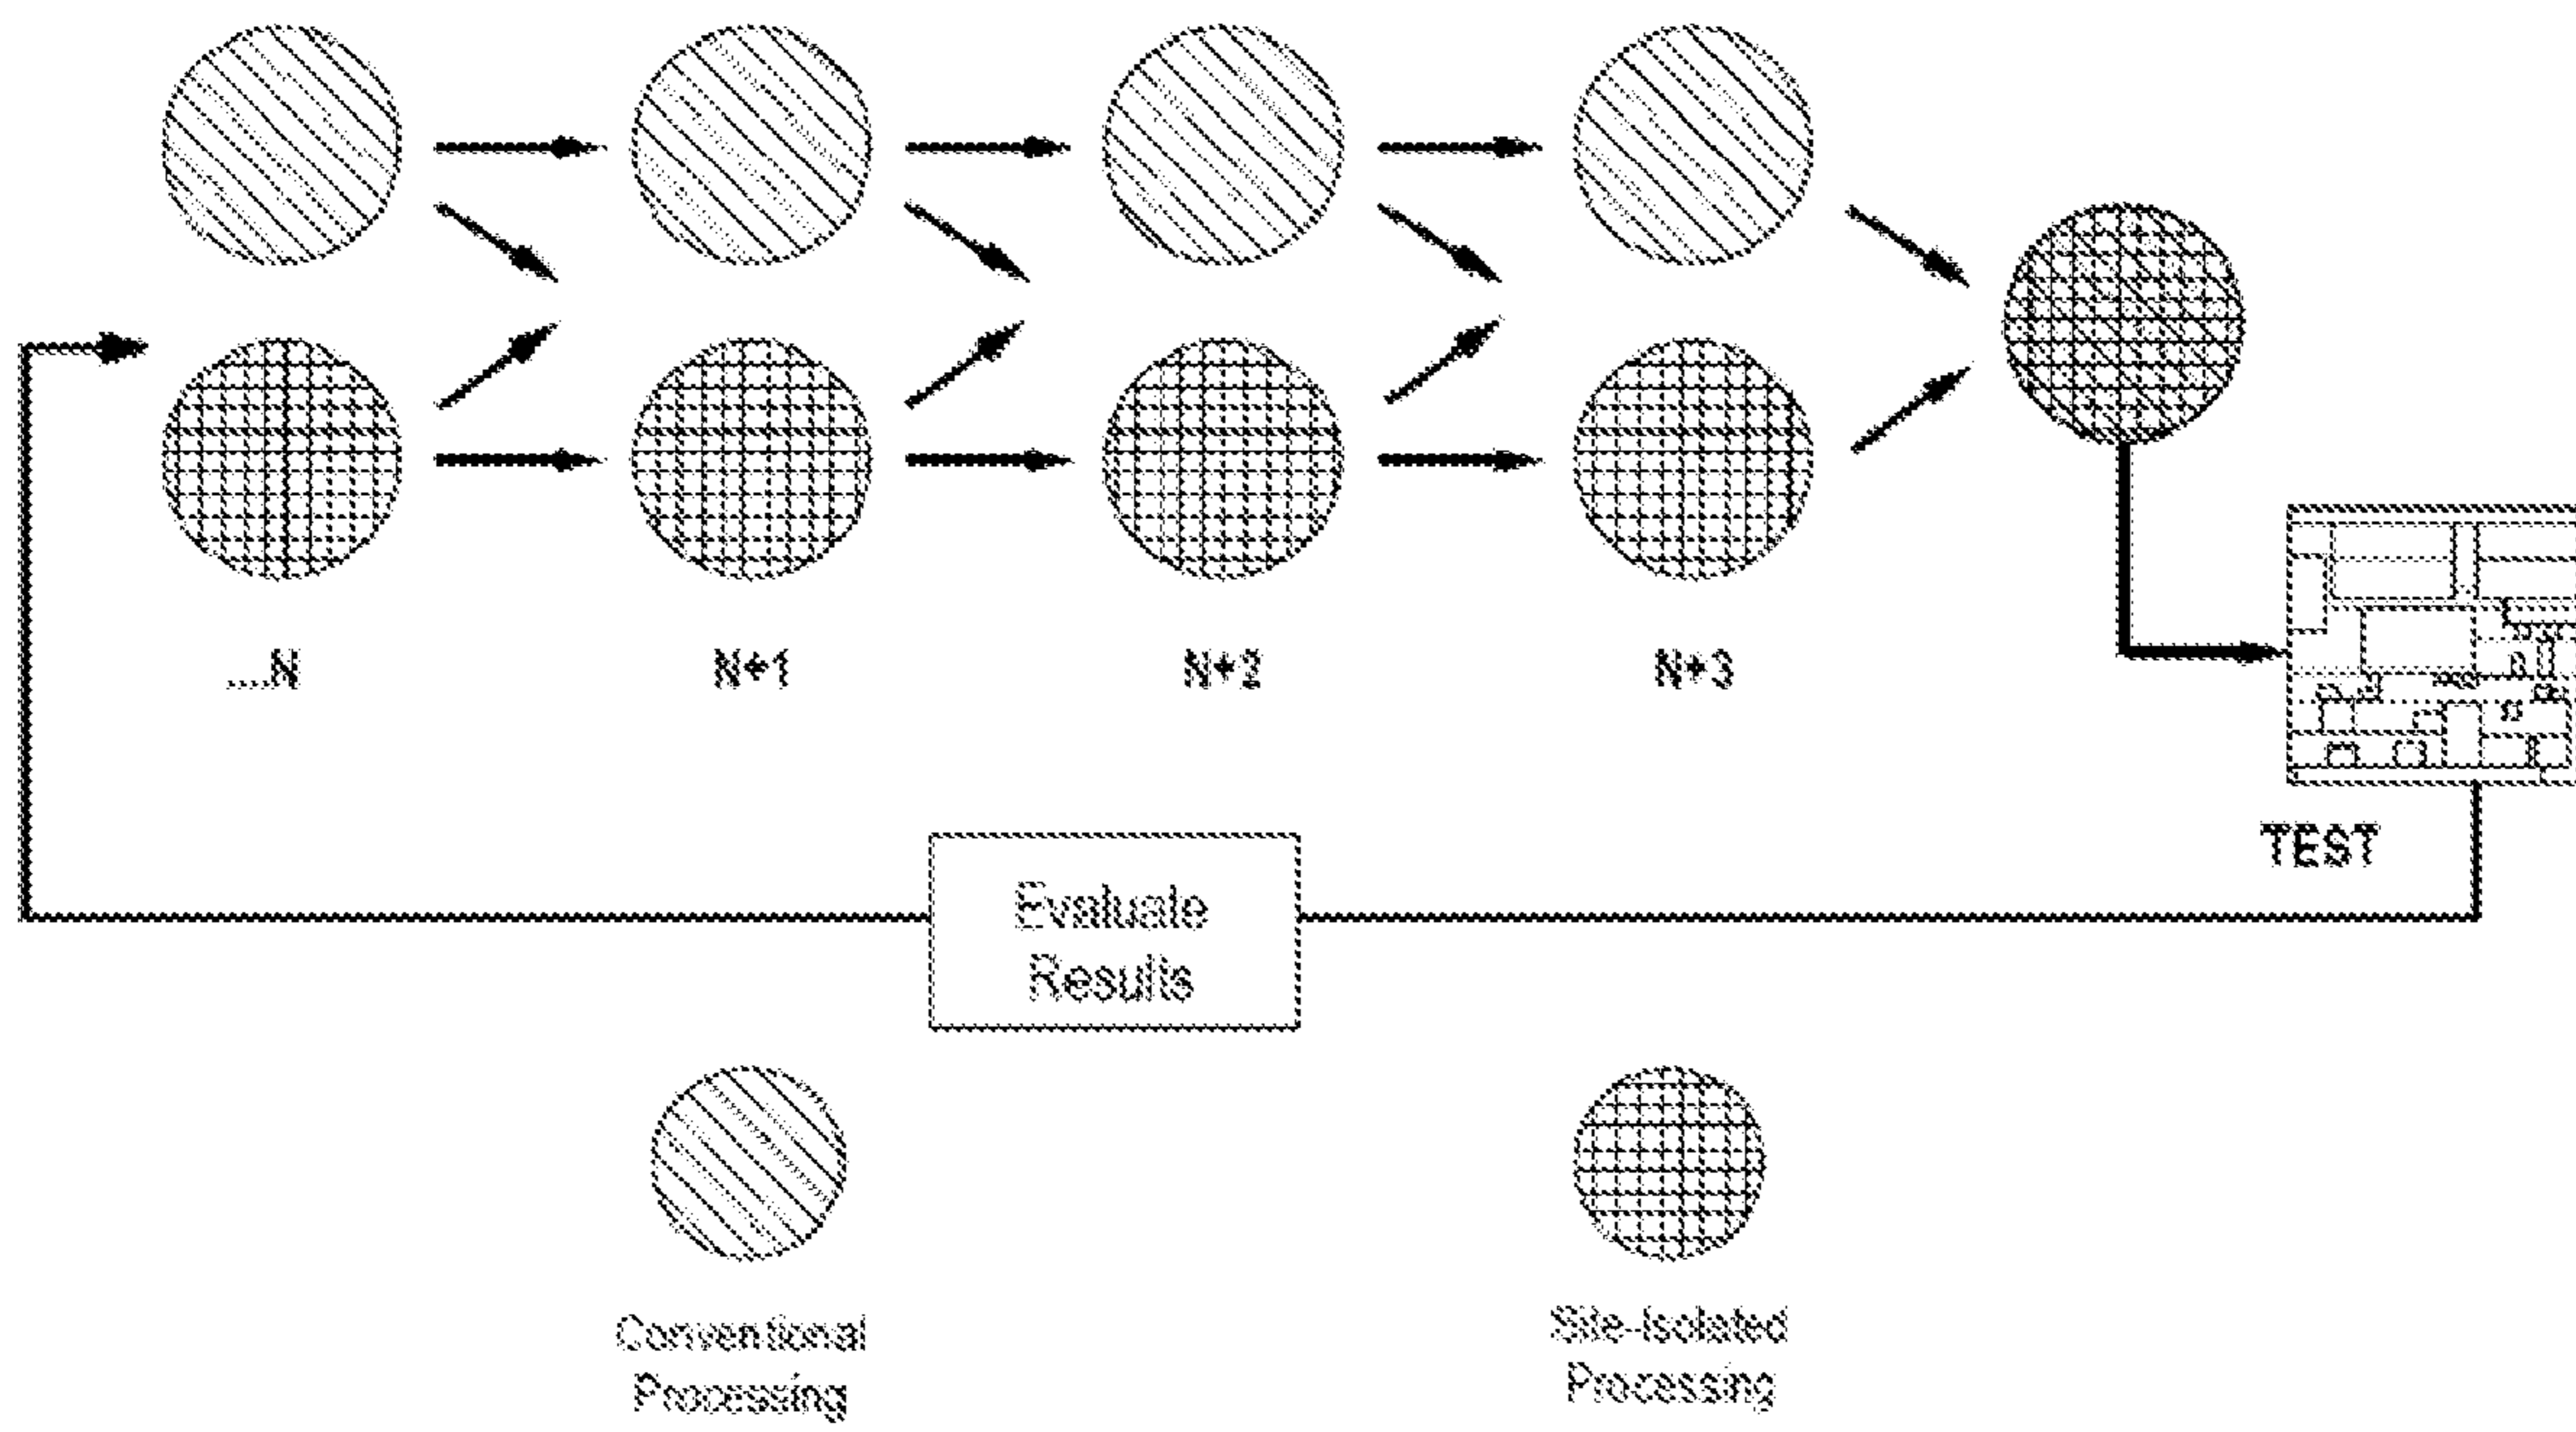 ....N
N+1
N+2
N+3
TEST
Evaluate
Results
Conventional
Processing
Site-Isolated
Processing